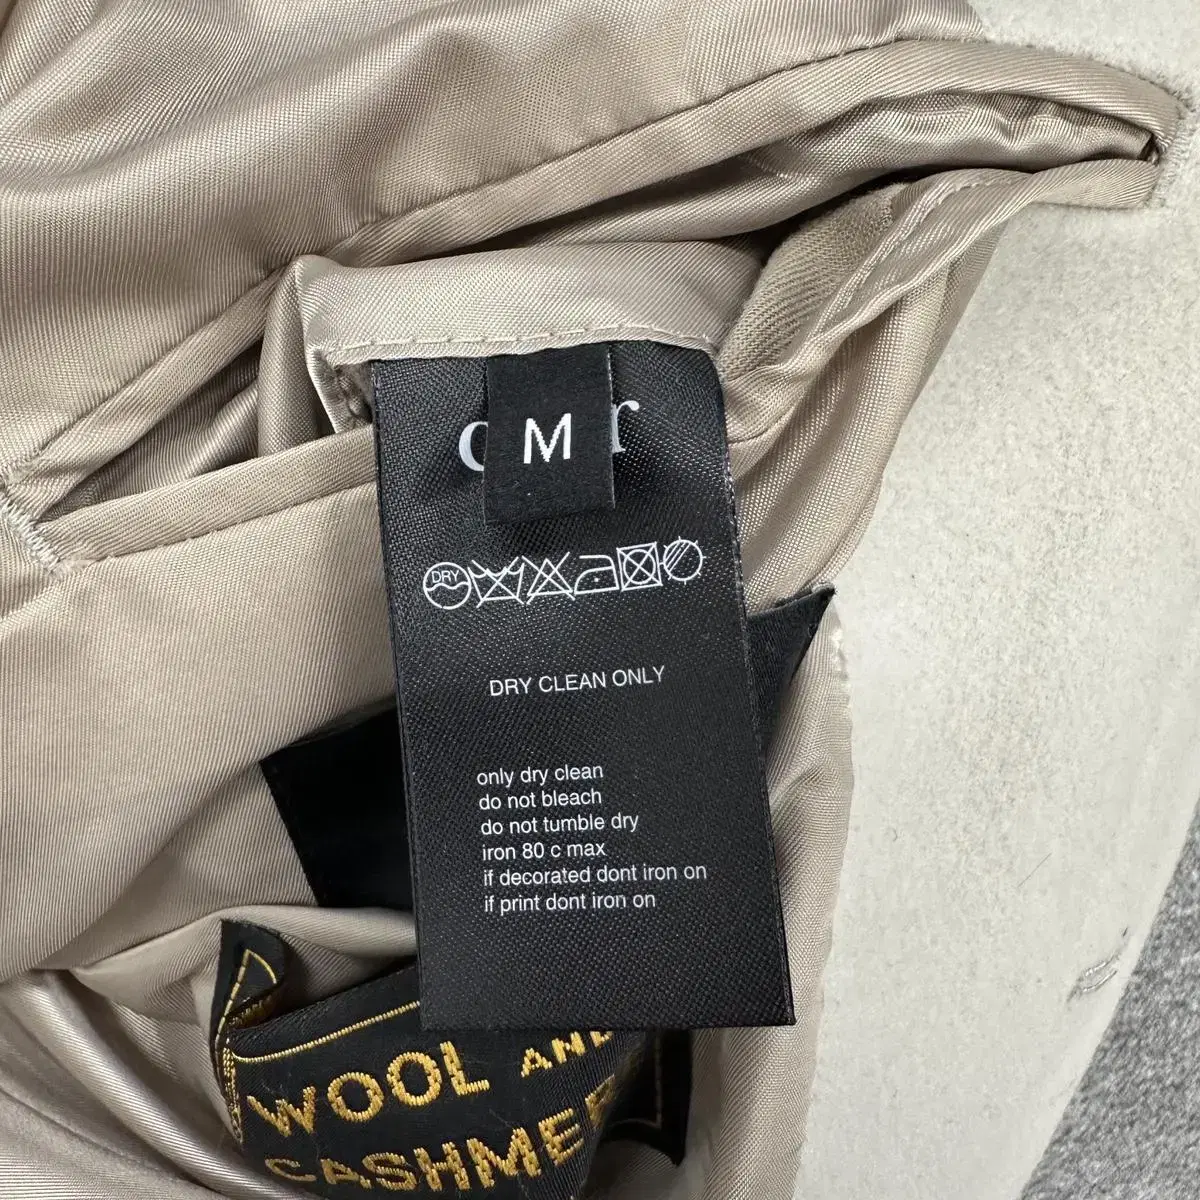 M
DRY
DRY CLEAN ONLY
only dry clean
do not bleach
do not tumble dry
iron 80 c max
if decorated dont iron on
if print dont iron on
WOOL AND
CASHMERE